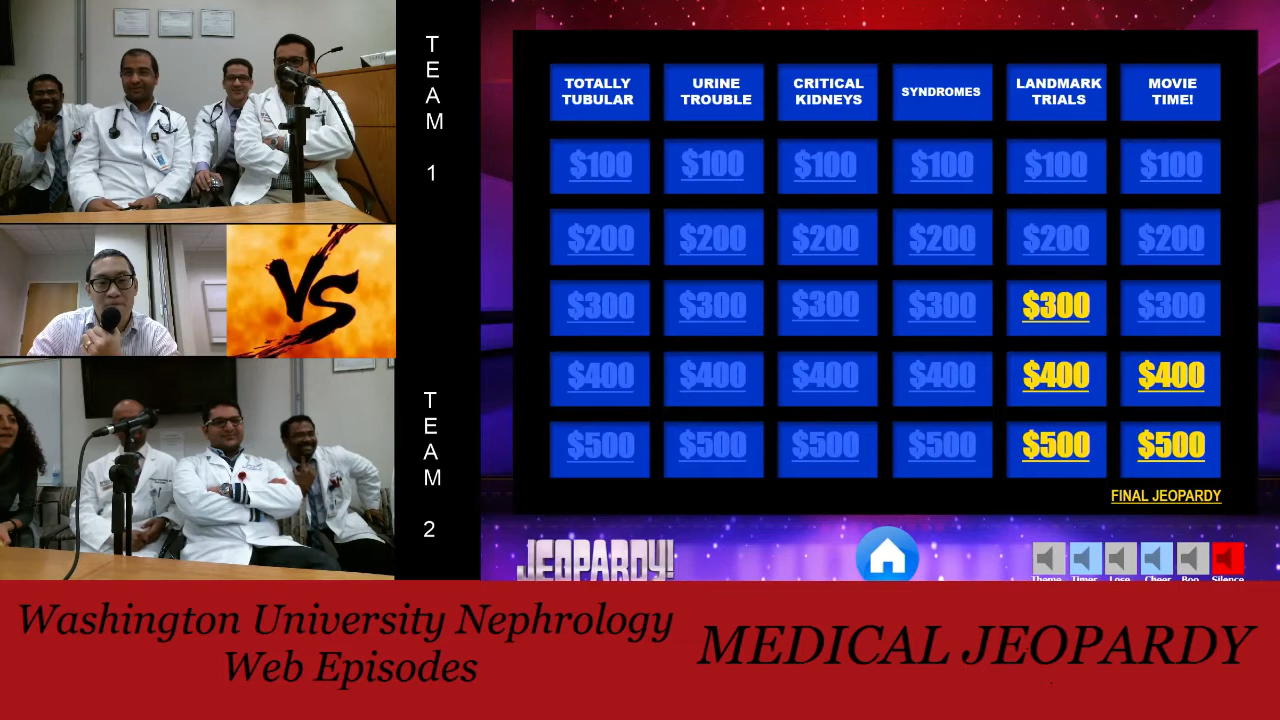 TEAM 1
VS
TEAM 2
TOTALLY TUBULAR
URINE TROUBLE
CRITICAL KIDNEYS
SYNDROMES
LANDMARK TRIALS
MOVIE TIME!
$100 $100 $100 $100 $100 $100
$200 $200 $200 $200 $200 $200
$300 $300 $300 $300 $300 $300
$400 $400 $400 $400 $400 $400
$500 $500 $500 $500 $500 $500
FINAL JEOPARDY
JEOPARDY!
Theme Timer Lose Cheer Boo Silence
Washington University Nephrology
Web Episodes
MEDICAL JEOPARDY